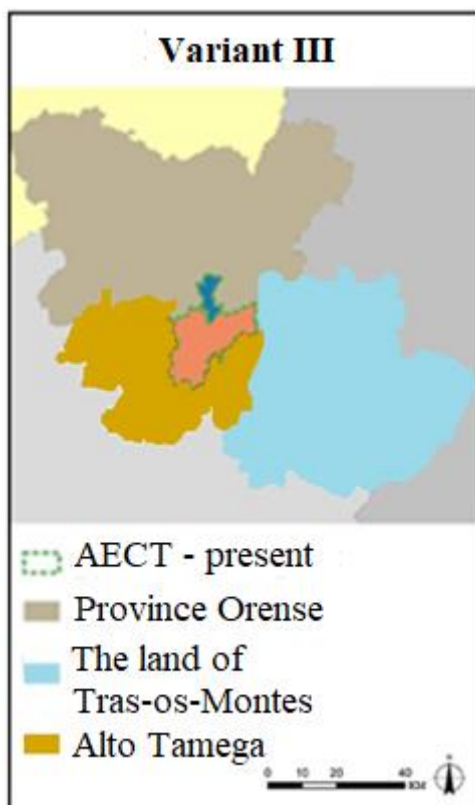 Variant III
AECT - present
Province Orense
The land of
Tras-os-Montes
Alto Tamega
0 10 20 40